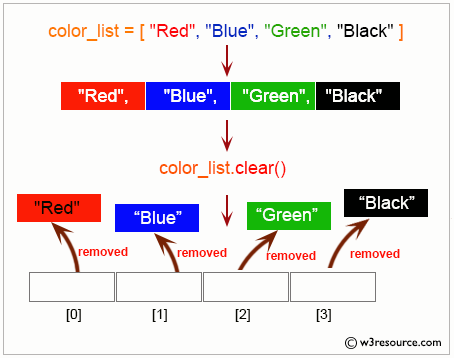 color_list = [ "Red", "Blue", "Green", "Black" ]
"Red", "Blue", "Green", "Black"
color_list.clear()
"Red" “Blue” “Green” “Black”
removed removed removed removed
[0] [1] [2] [3]
© w3resource.com